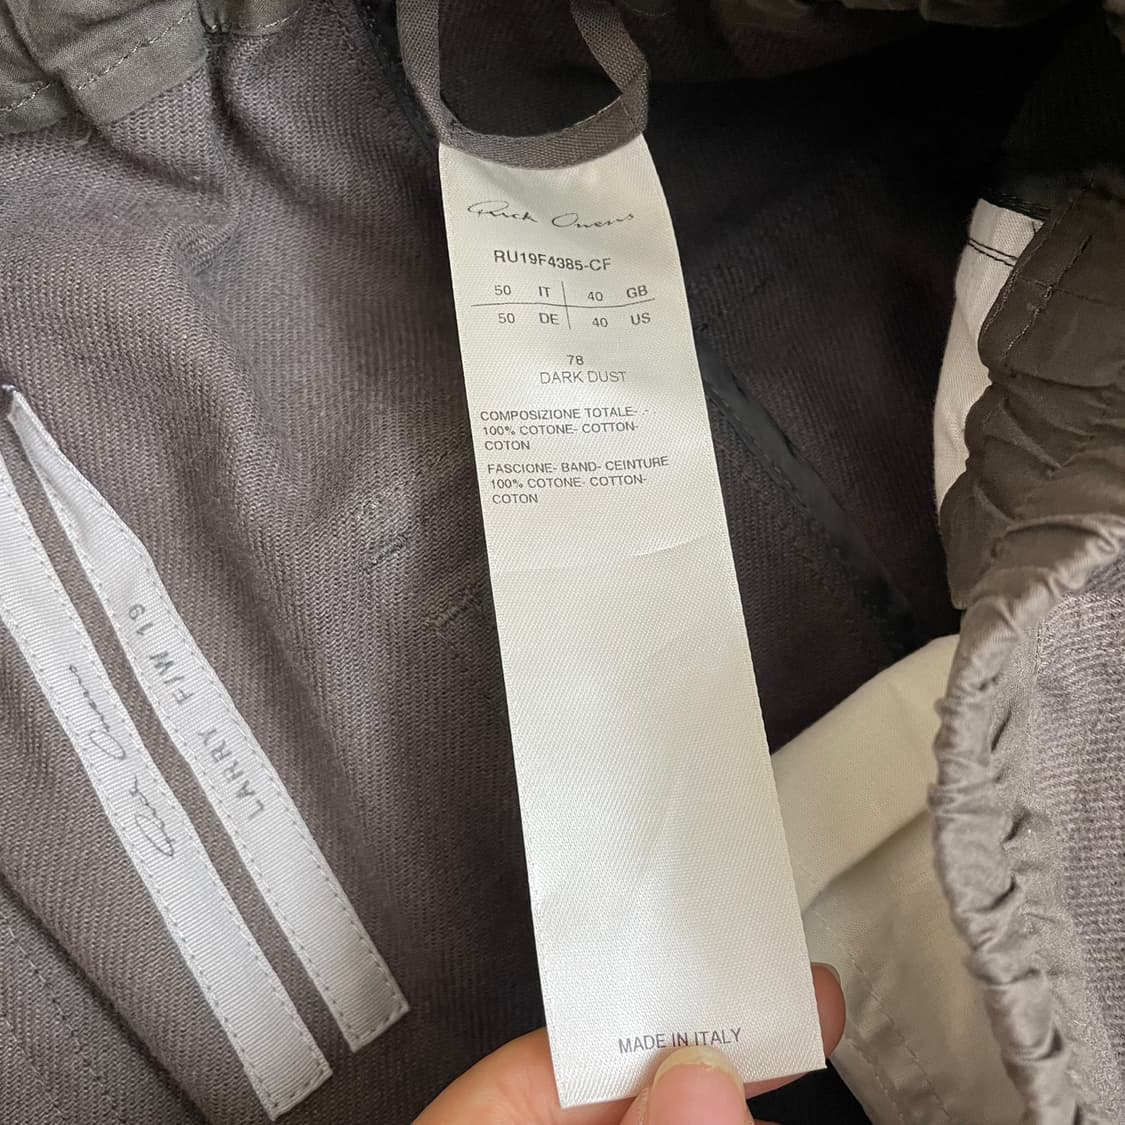 Rick Owens
RU19F4385-CF
50 IT 40 GB
50 DE 40 US
78
DARK DUST
COMPOSIZIONE TOTALE- - .
100% COTONE- COTTON-
COTON
FASCIONE- BAND- CEINTURE
100% COTONE- COTTON-
COTON
MADE IN ITALY
LARRY F/W 19
Rick Owens